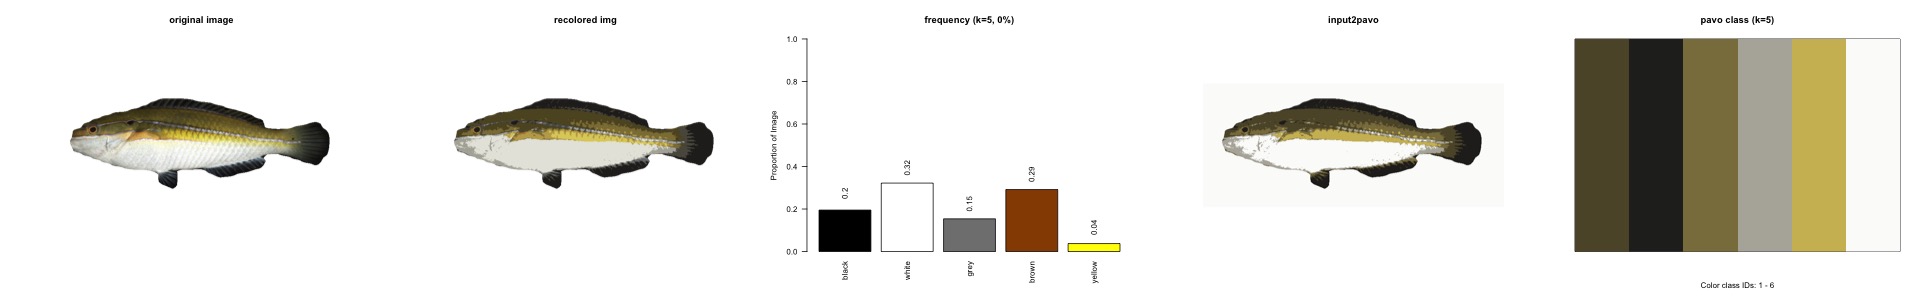 original image
recolored img
frequency (k=5, 0%)
input2pavo
pavo class (k=5)
Proportion of Image
1.0
0.8
0.6
0.4
0.2
0.0
0.2
0.32
0.15
0.29
0.04
black
white
grey
brown
yellow
Color class IDs: 1 - 6